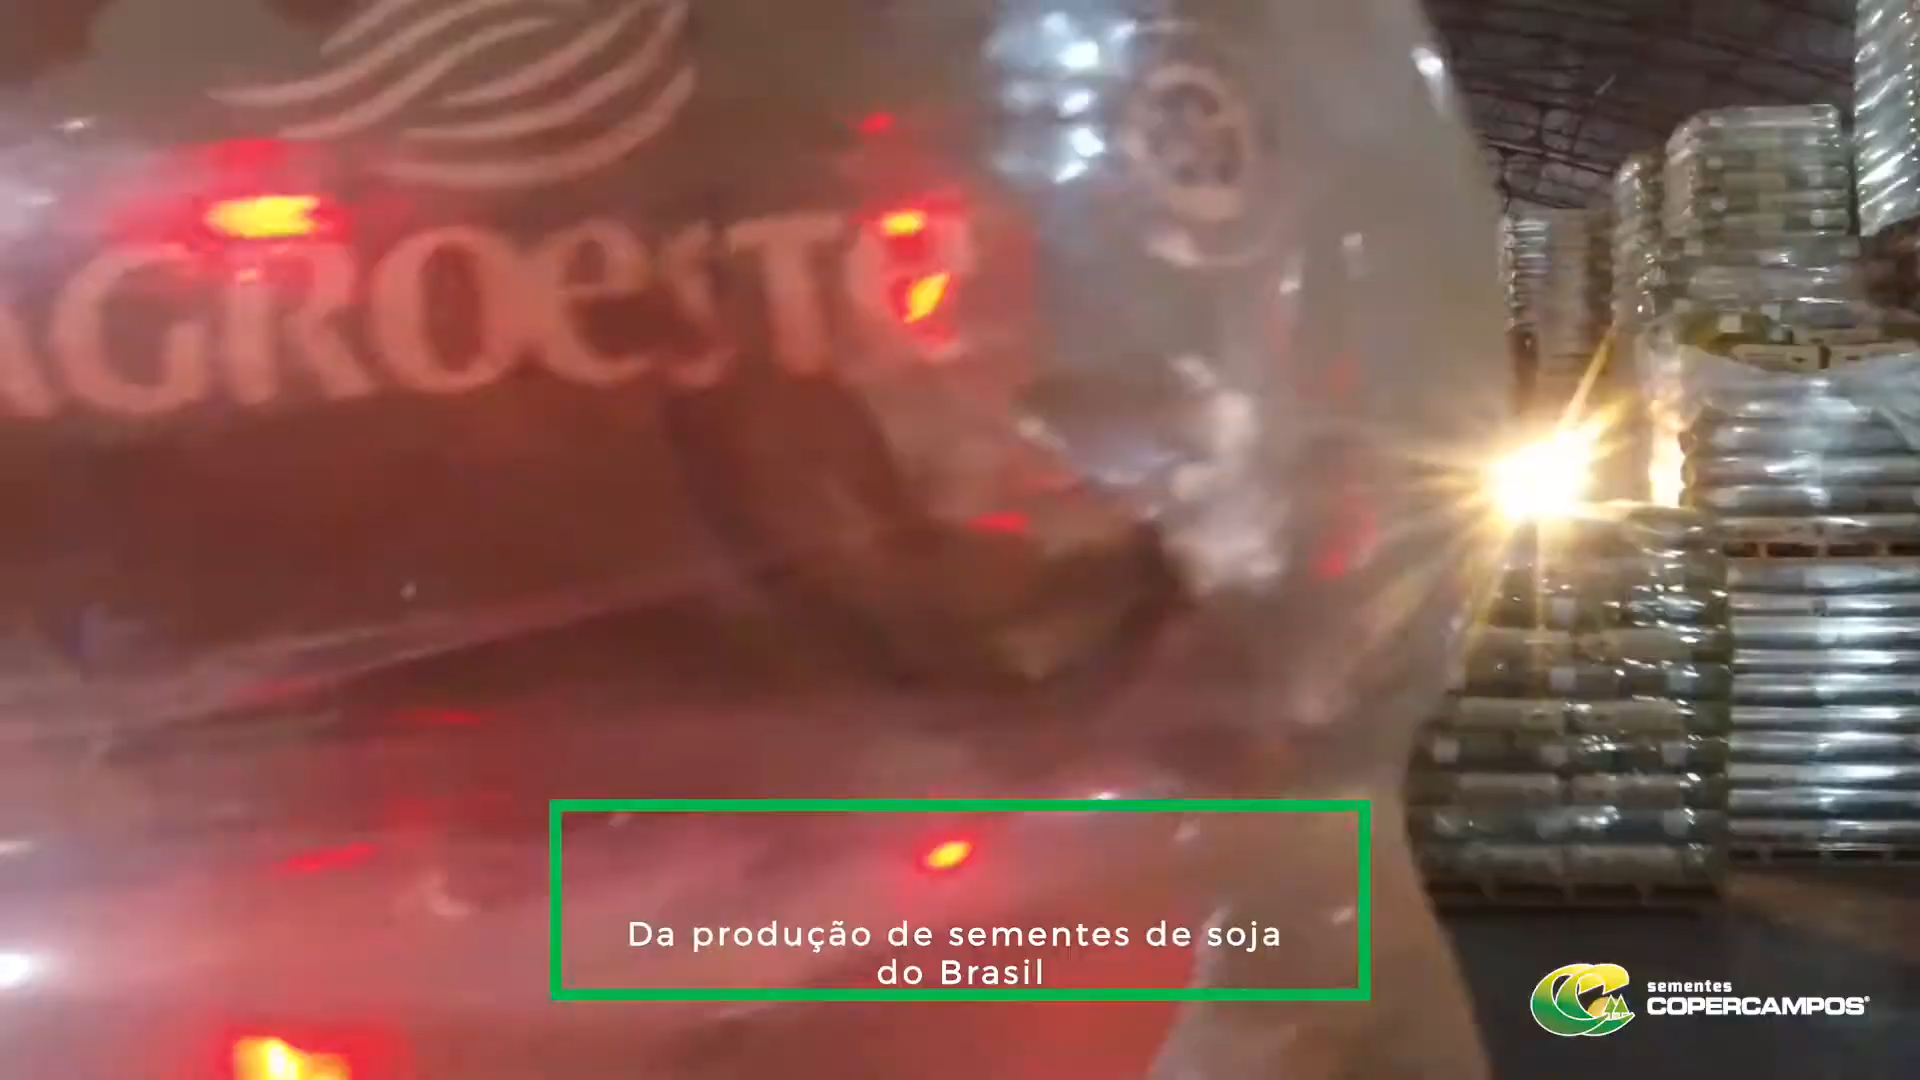 AGROeSTe
Da produção de sementes de soja
do Brasil
sementes
COPERCAMPOS